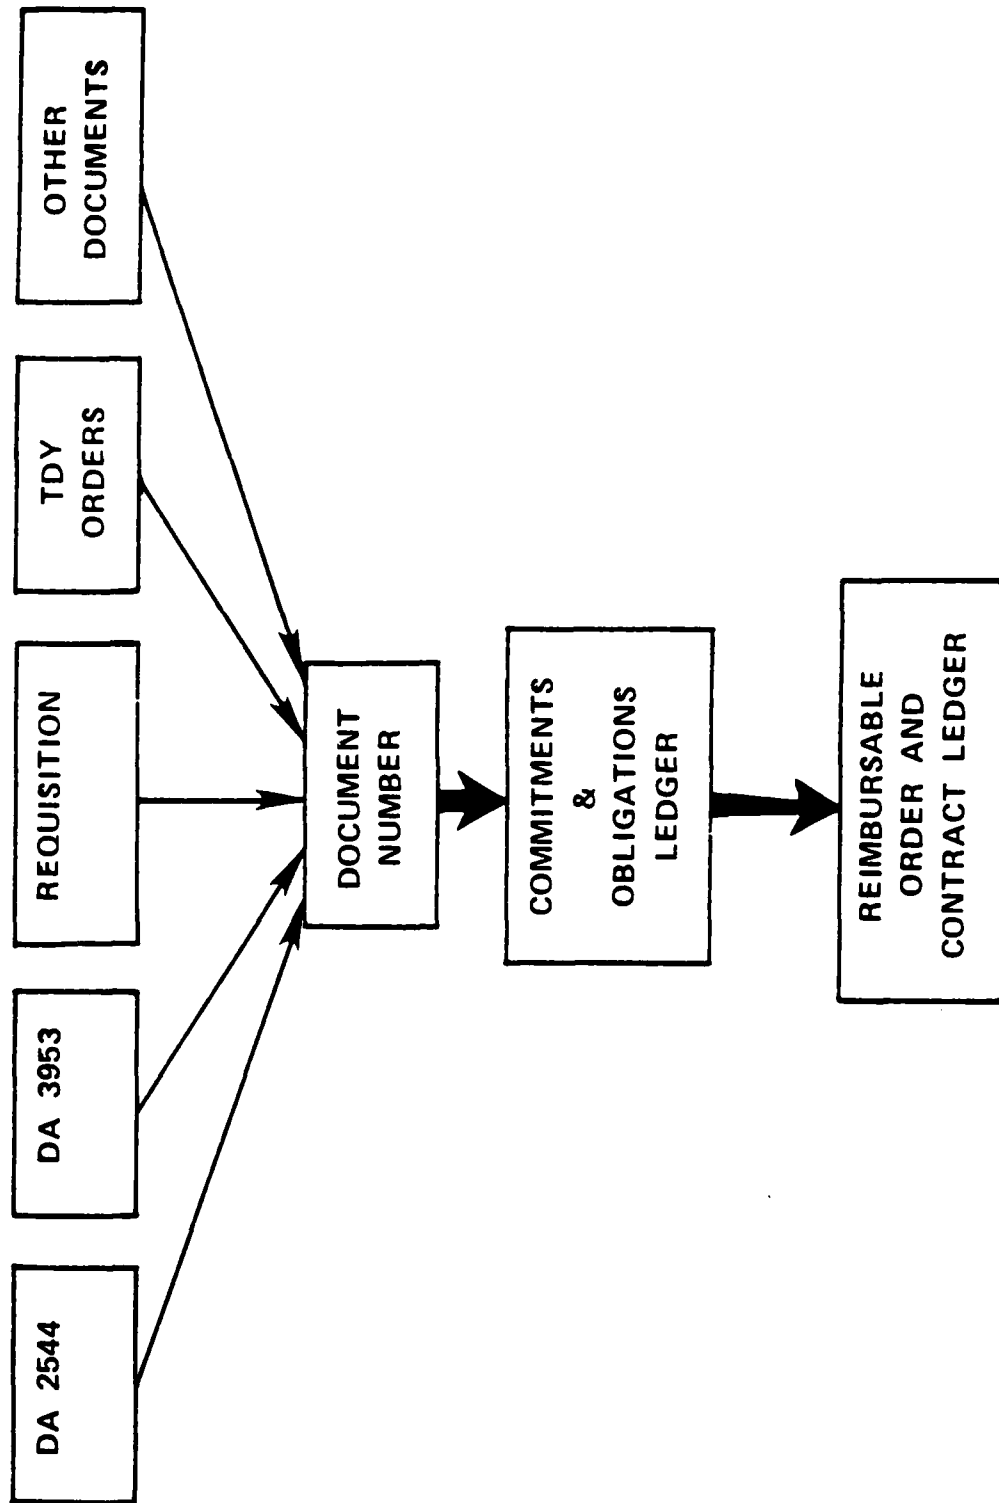 DA 2544
DA 3953
REQUISITION
TDY
ORDERS
OTHER
DOCUMENTS
DOCUMENT
NUMBER
COMMITMENTS
&
OBLIGATIONS
LEDGER
REIMBURSABLE
ORDER AND
CONTRACT LEDGER